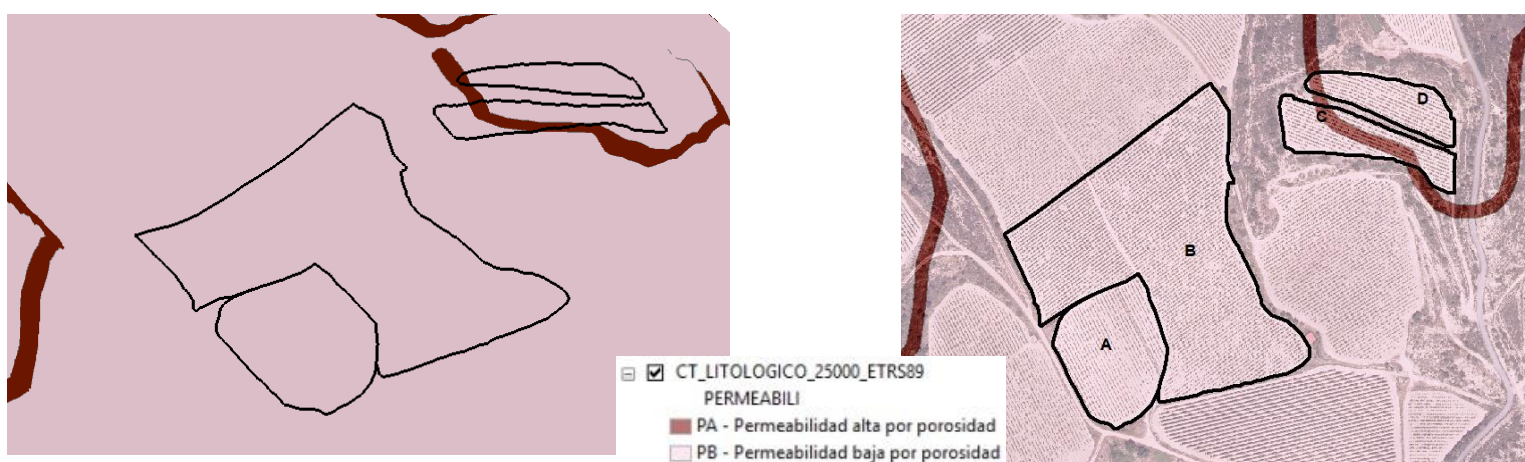 D
C
B
A
CT_LITOLOGICO_25000_ETRS89
PERMEABILI
PA - Permeabilidad alta por porosidad
PB - Permeabilidad baja por porosidad